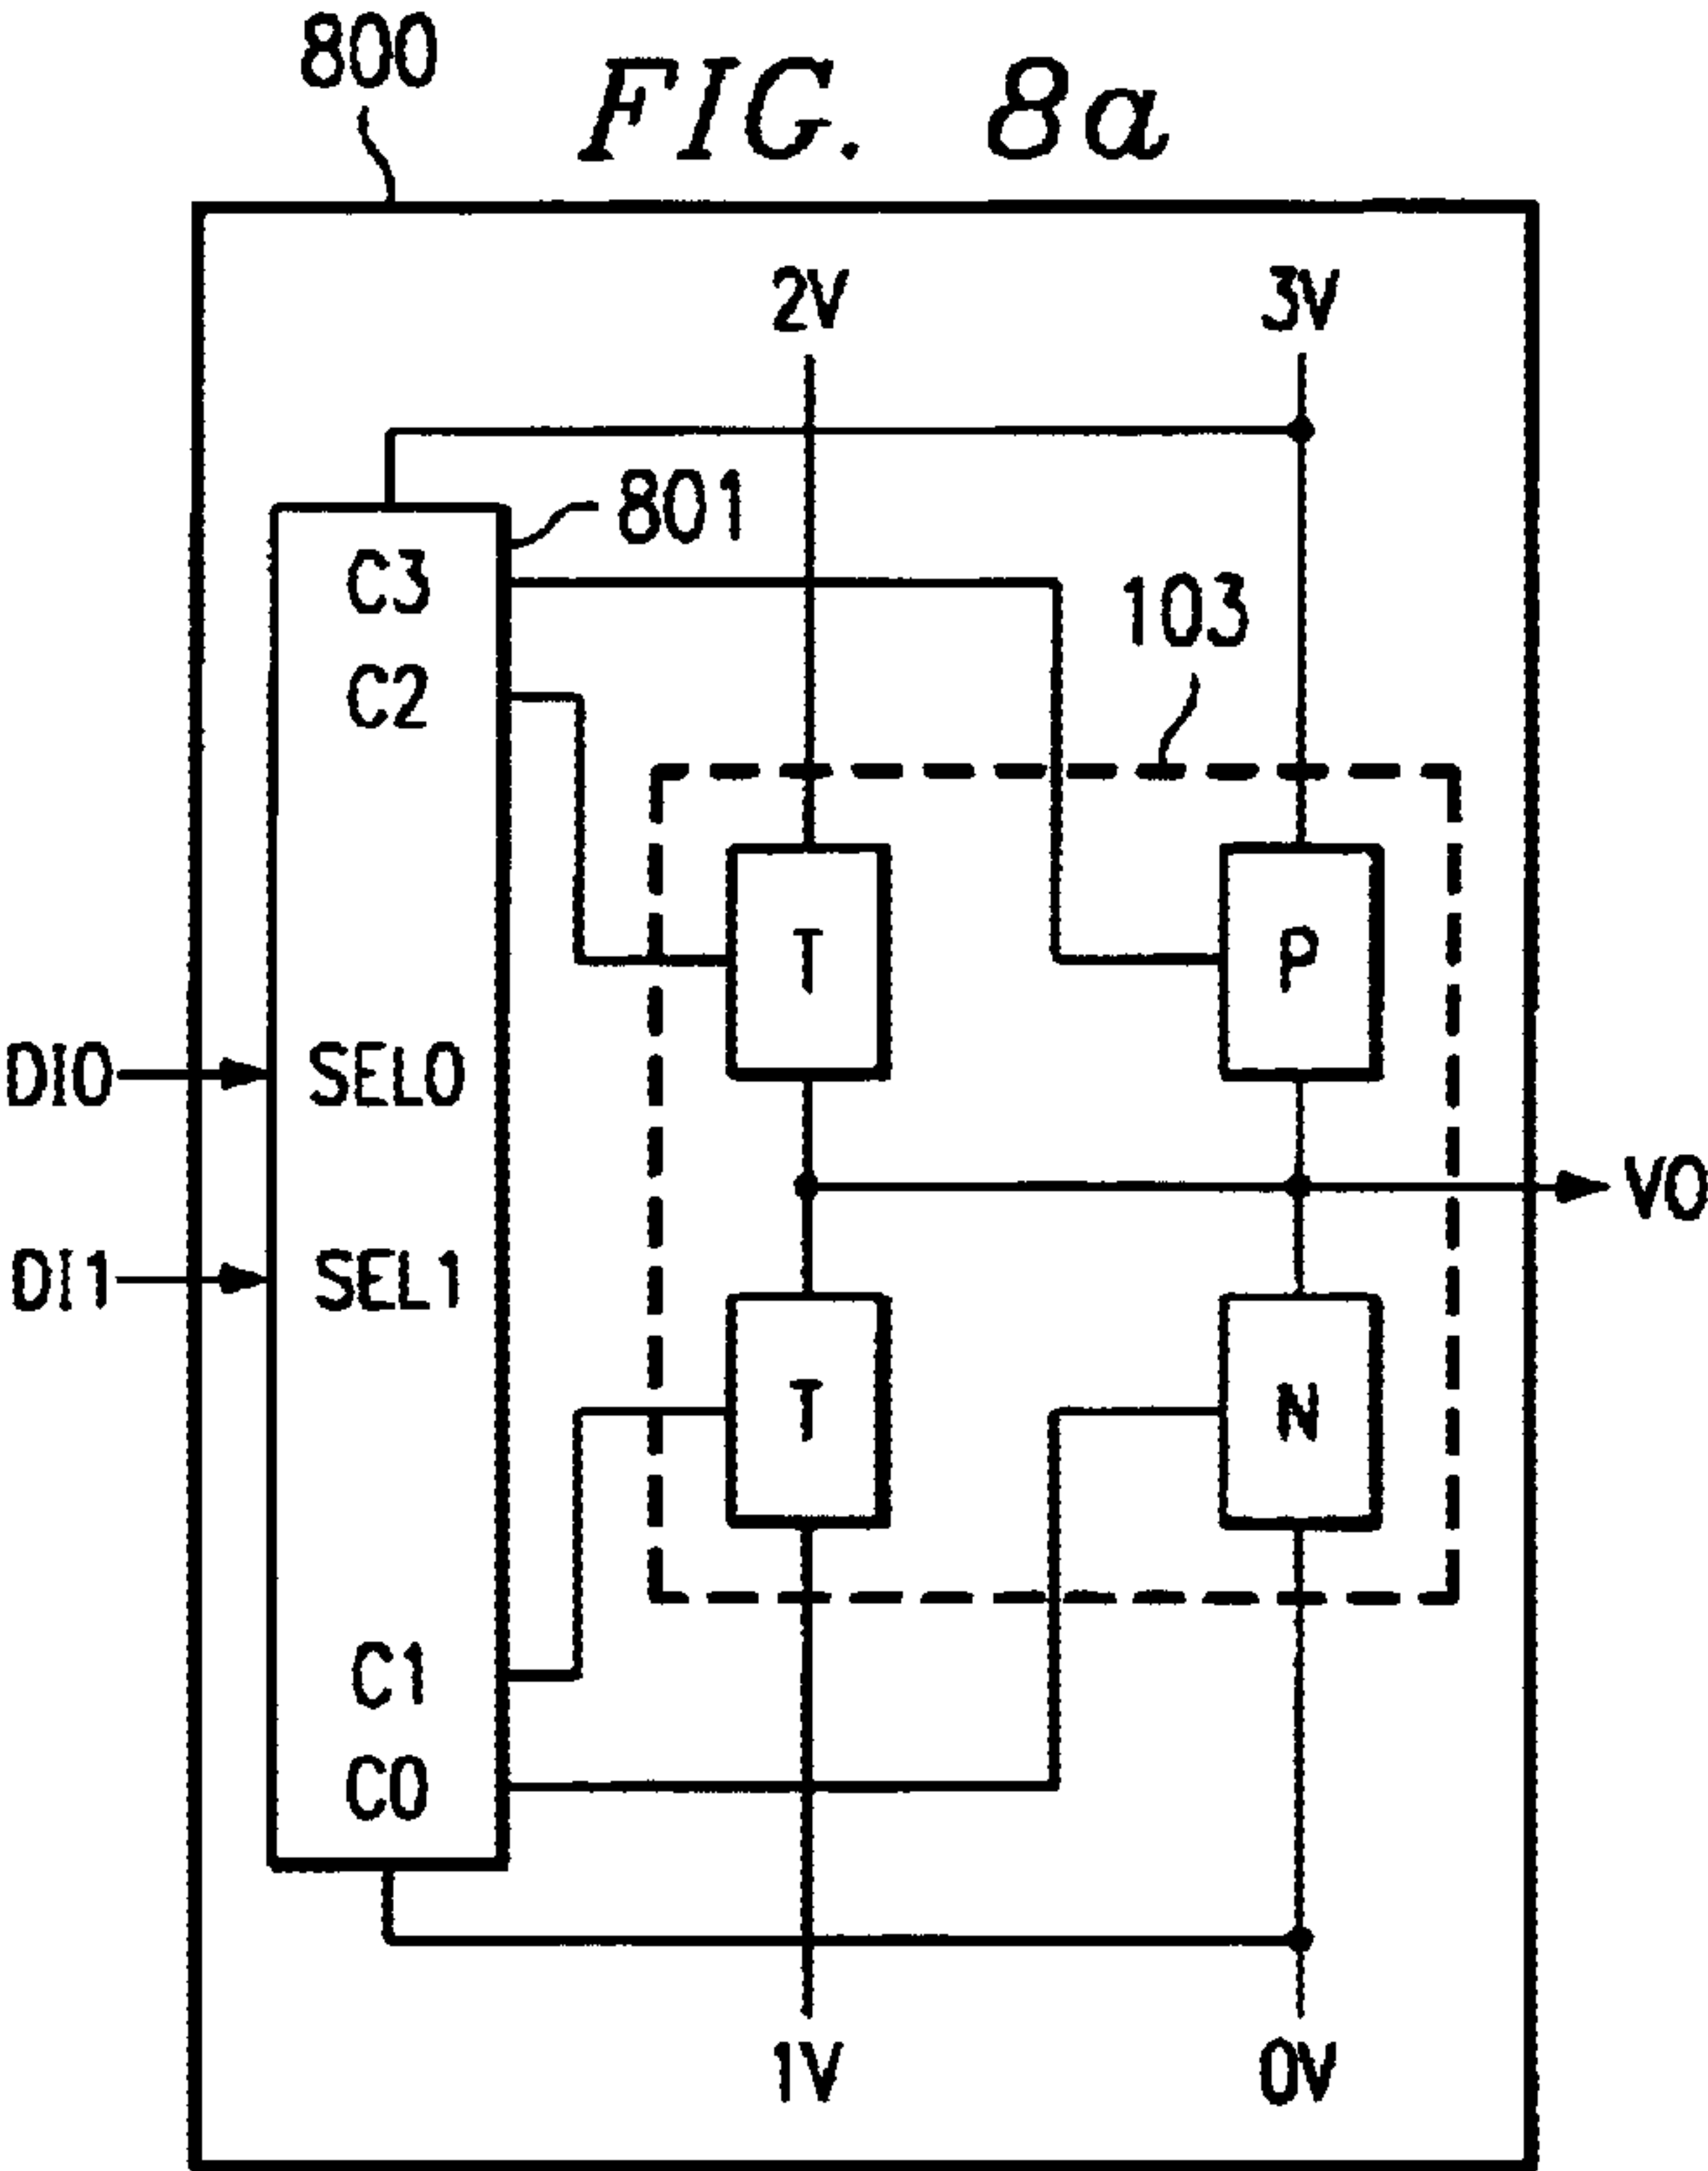 800
FIG. 8a
2V
3V
801
C3
103
C2
T
P
DI0
SEL0
VO
DI1
SEL1
T
N
C1
C0
1V
0V